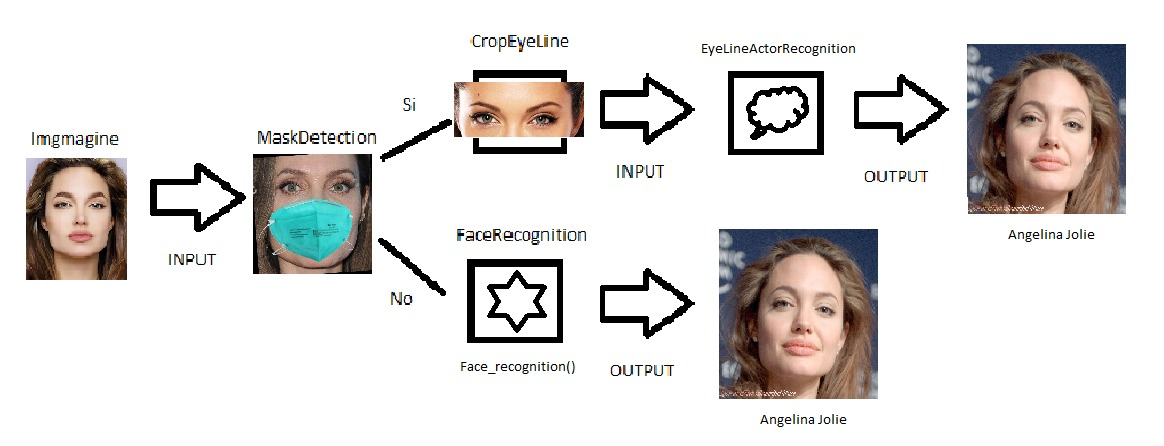 CropEyeLine
EyeLineActorRecognition
Si
Imgmagine
MaskDetection
INPUT
OUTPUT
INPUT
FaceRecognition
Angelina Jolie
No
Face_recognition()
OUTPUT
Angelina Jolie